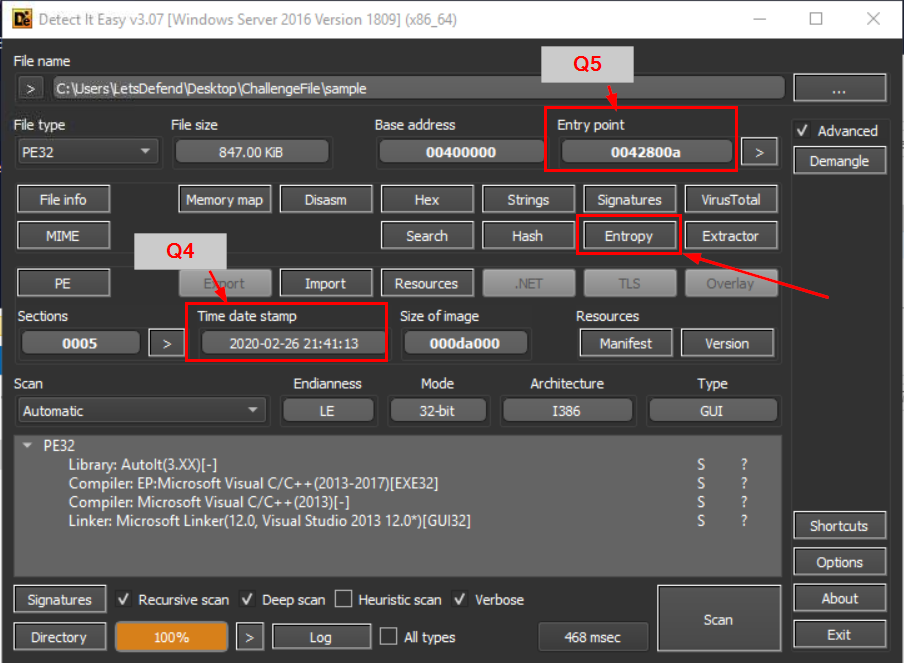 Detect It Easy v3.07 [Windows Server 2016 Version 1809] (x86_64)
File name
Q5
> C:\Users\LetsDefend\Desktop\ChallengeFile\sample ...
File type File size Base address Entry point Advanced
PE32 847.00 KiB 00400000 0042800a >
Demangle
File info Memory map Disasm Hex Strings Signatures VirusTotal
MIME Search Hash Entropy Extractor
Q4
PE Export Import Resources .NET TLS Overlay
Sections Time date stamp Size of image Resources
0005 > 2020-02-26 21:41:13 000da000 Manifest Version
Scan Endianness Mode Architecture Type
Automatic LE 32-bit I386 GUI
PE32
Library: AutoIt(3.XX)[-] S ?
Compiler: EP:Microsoft Visual C/C++(2013-2017)[EXE32] S ?
Compiler: Microsoft Visual C/C++(2013)[-] S ?
Linker: Microsoft Linker(12.0, Visual Studio 2013 12.0*)[GUI32] S ?
Shortcuts
Options
Signatures Recursive scan Deep scan Heuristic scan Verbose Scan About
Directory 100% > Log All types 468 msec Exit